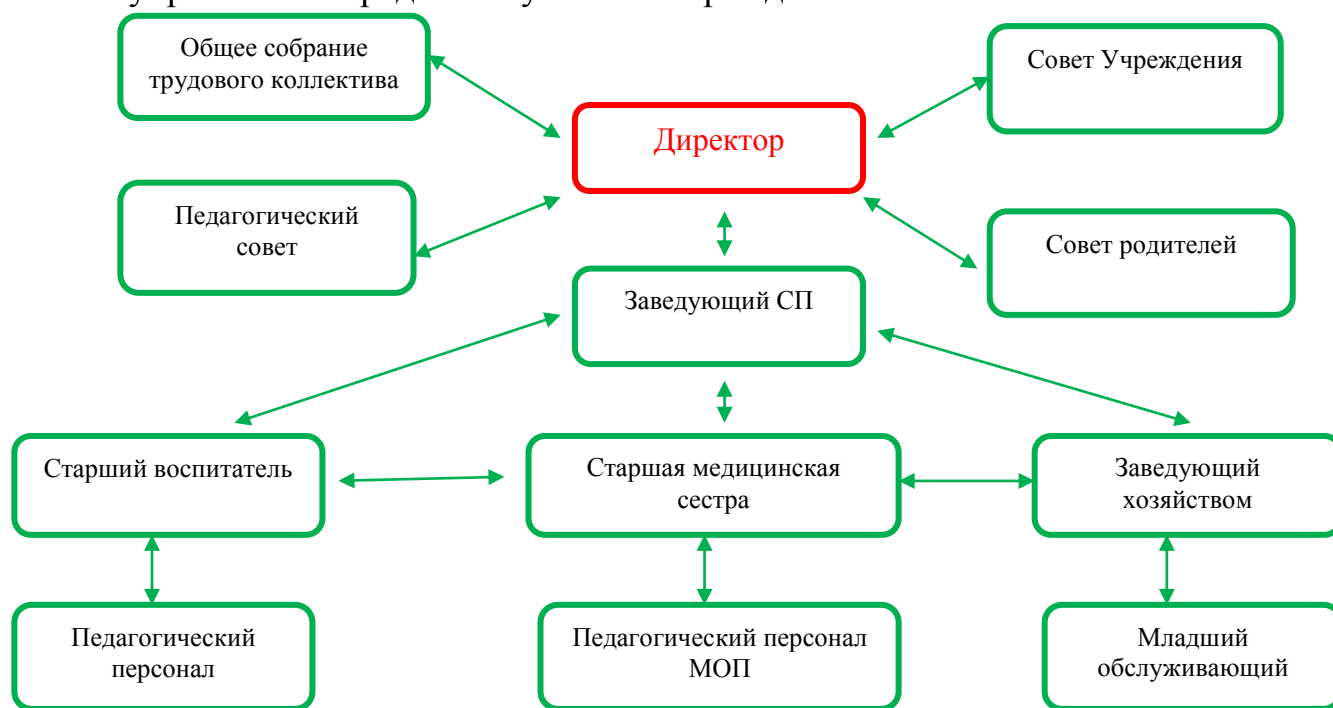 Общее собрание
трудового коллектива
Совет Учреждения
Директор
Педагогический
совет
Совет родителей
Заведующий СП
Старший воспитатель
Старшая медицинская
сестра
Заведующий
хозяйством
Педагогический
персонал
Педагогический персонал
МОП
Младший
обслуживающий